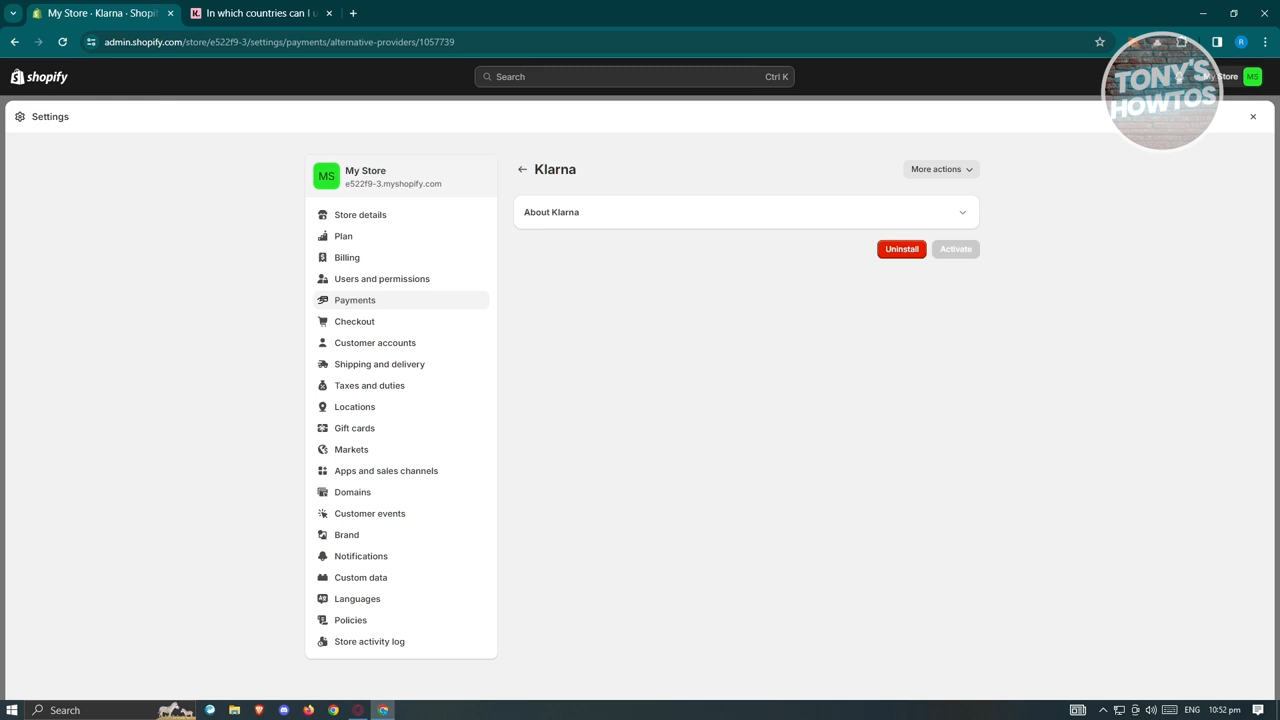 My Store · Klarna · Shopify
In which countries can I u
admin.shopify.com/store/e522f9-3/settings/payments/alternative-providers/1057739
R
shopify
Search
Ctrl K
My Store
MS
TONY'S
HOWTOS
Settings
MS
My Store
e522f9-3.myshopify.com
Store details
Plan
Billing
Users and permissions
Payments
Checkout
Customer accounts
Shipping and delivery
Taxes and duties
Locations
Gift cards
Markets
Apps and sales channels
Domains
Customer events
Brand
Notifications
Custom data
Languages
Policies
Store activity log
Klarna
More actions
About Klarna
Uninstall
Activate
Search
ENG
10:52 pm